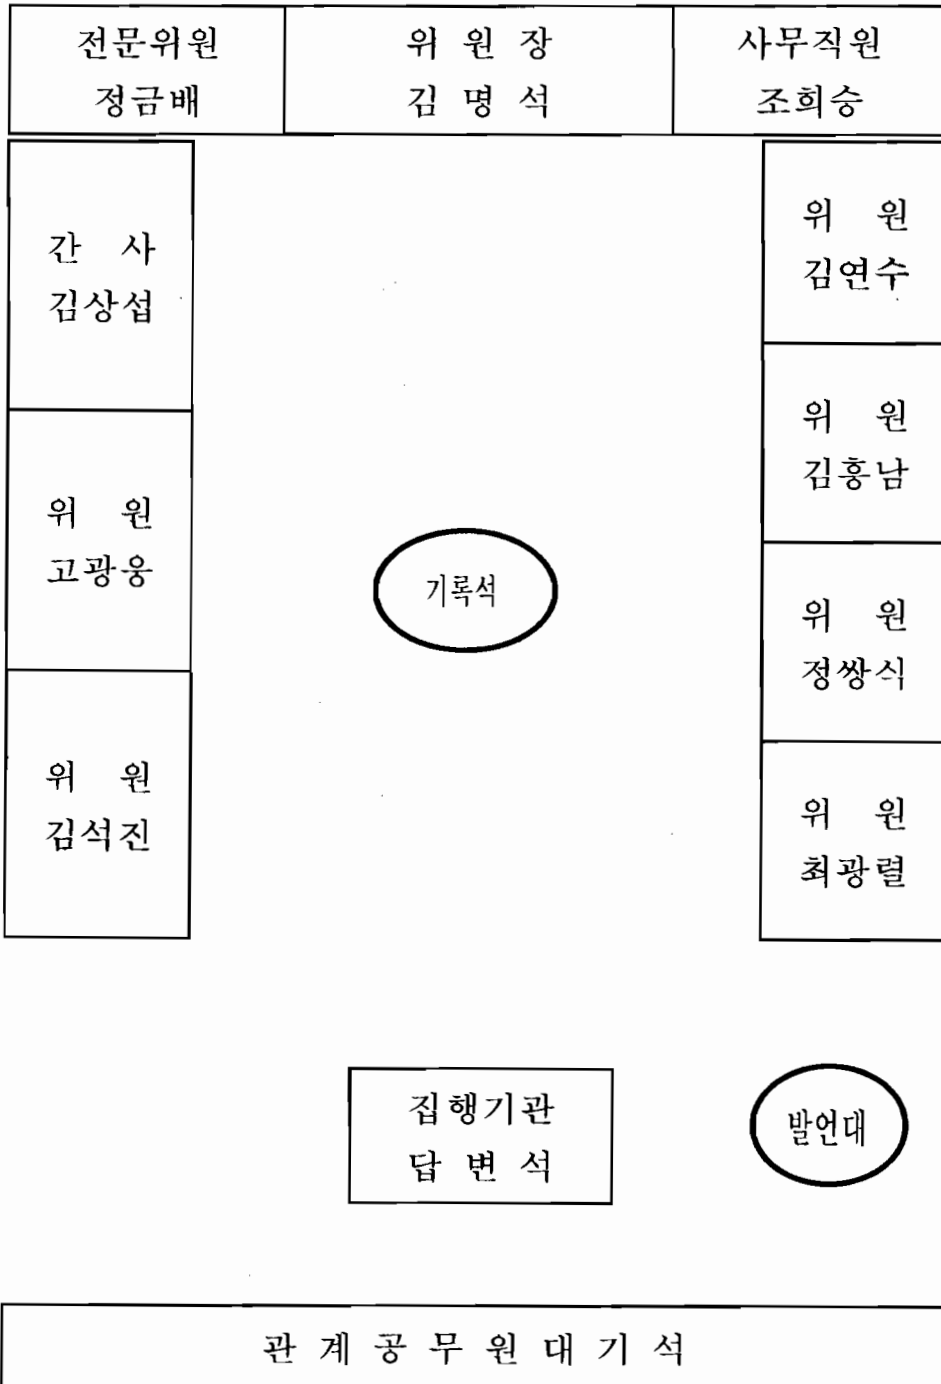 전문위원
정금배
위 원 장
김 명 석
사무직원
조희승
간 사
김상섭
위 원
고광웅
위 원
김석진
위 원
김연수
위 원
김흥남
위 원
정쌍식
위 원
최광렬
기록석
집행기관
답 변 석
발언대
관 계 공 무 원 대 기 석